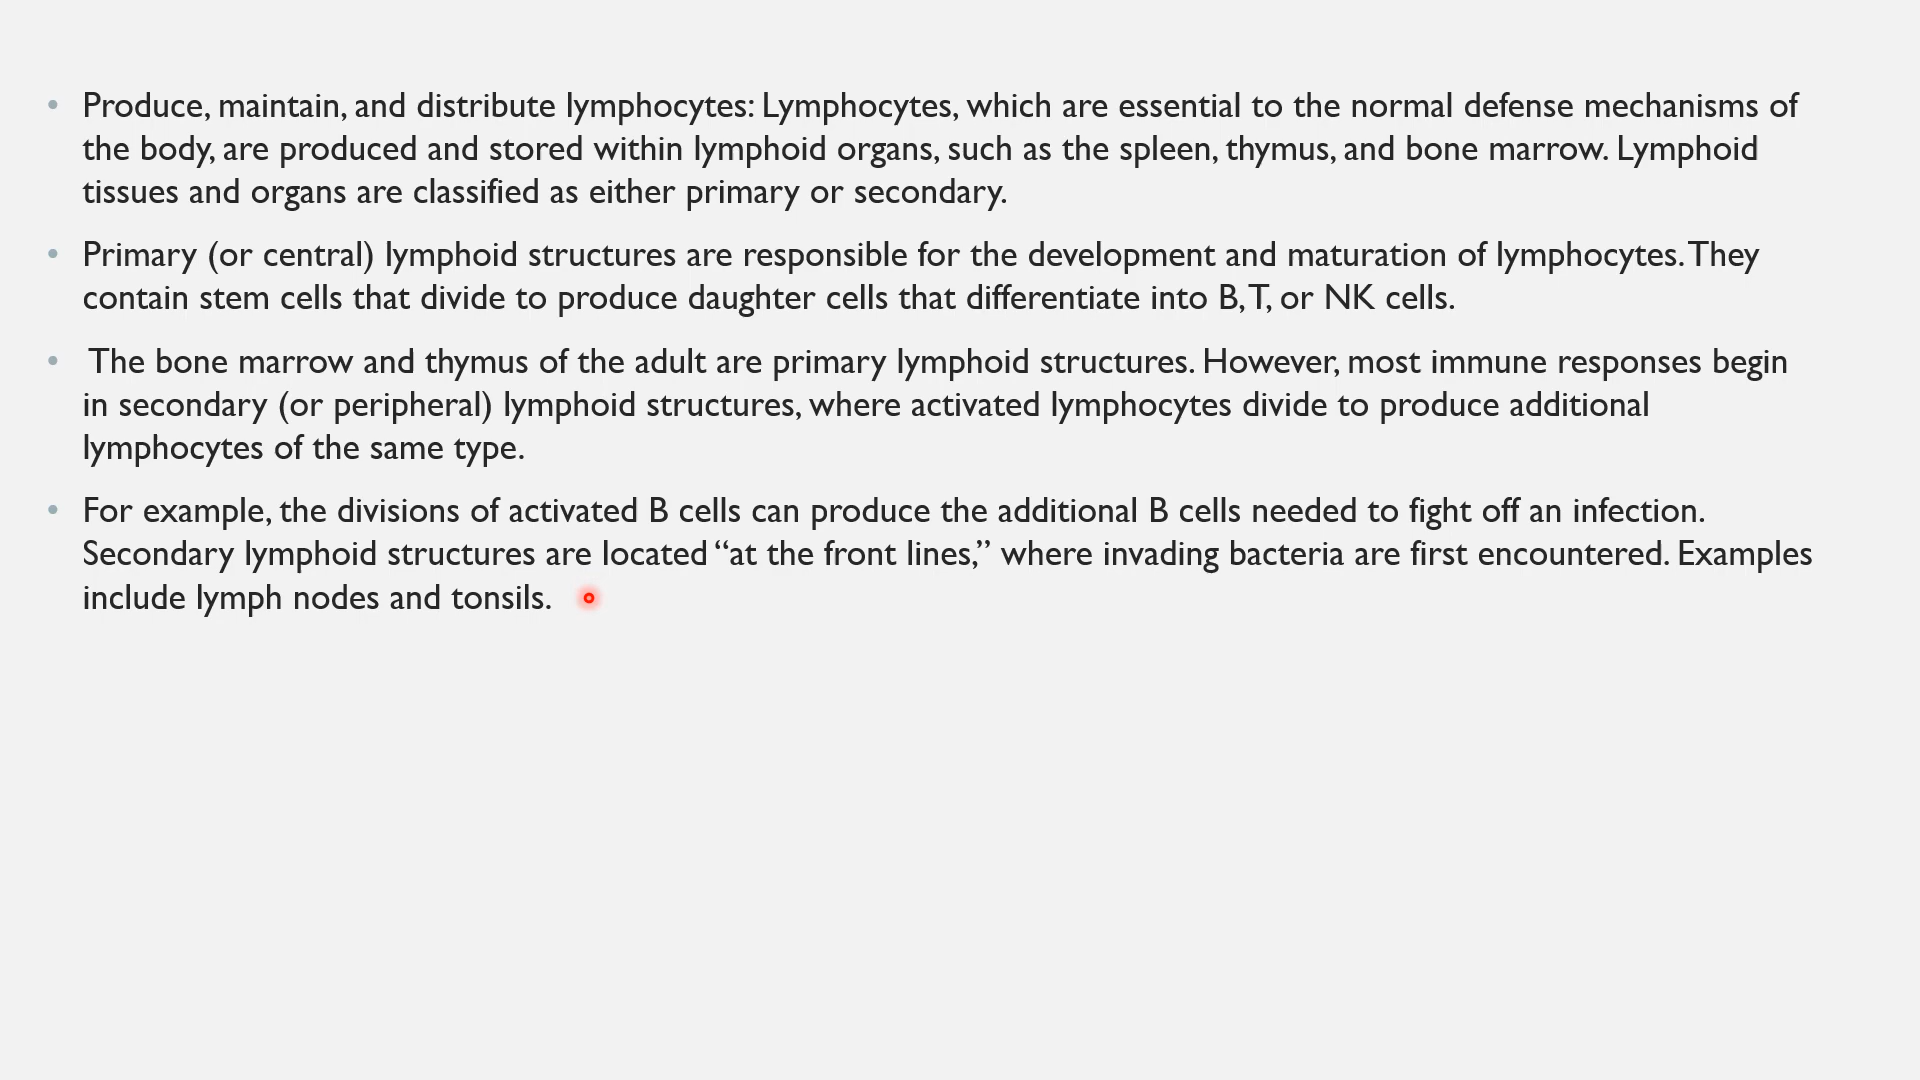 • Produce, maintain, and distribute lymphocytes: Lymphocytes, which are essential to the normal defense mechanisms of
the body, are produced and stored within lymphoid organs, such as the spleen, thymus, and bone marrow. Lymphoid
tissues and organs are classified as either primary or secondary.
• Primary (or central) lymphoid structures are responsible for the development and maturation of lymphocytes. They
contain stem cells that divide to produce daughter cells that differentiate into B, T, or NK cells.
• The bone marrow and thymus of the adult are primary lymphoid structures. However, most immune responses begin
in secondary (or peripheral) lymphoid structures, where activated lymphocytes divide to produce additional
lymphocytes of the same type.
• For example, the divisions of activated B cells can produce the additional B cells needed to fight off an infection.
Secondary lymphoid structures are located “at the front lines,” where invading bacteria are first encountered. Examples
include lymph nodes and tonsils.